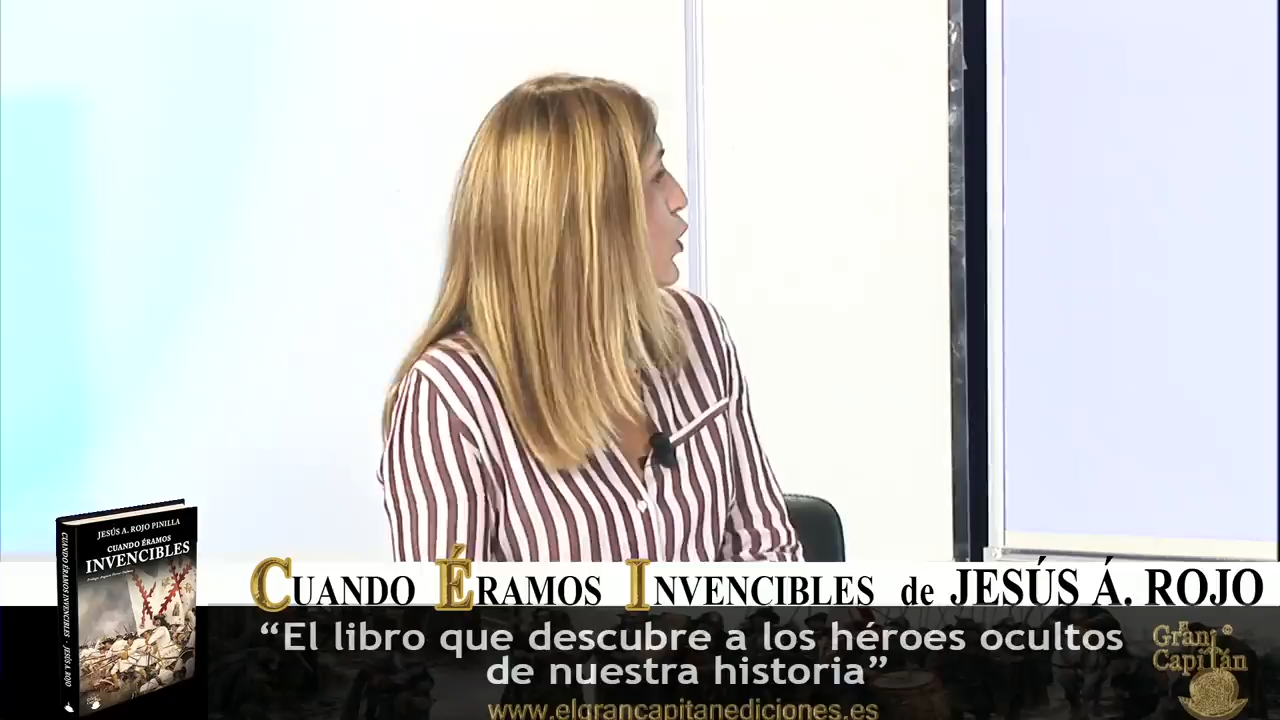 JESÚS A. ROJO PINILLA
CUANDO ÉRAMOS
INVENCIBLES
CUANDO ÉRAMOS INVENCIBLES · JESÚS A. ROJO
CUANDO ÉRAMOS INVENCIBLES de JESÚS Á. ROJO
“El libro que descubre a los héroes ocultos
de nuestra historia”
www.elgrancapitanediciones.es
El Gran
Capitán